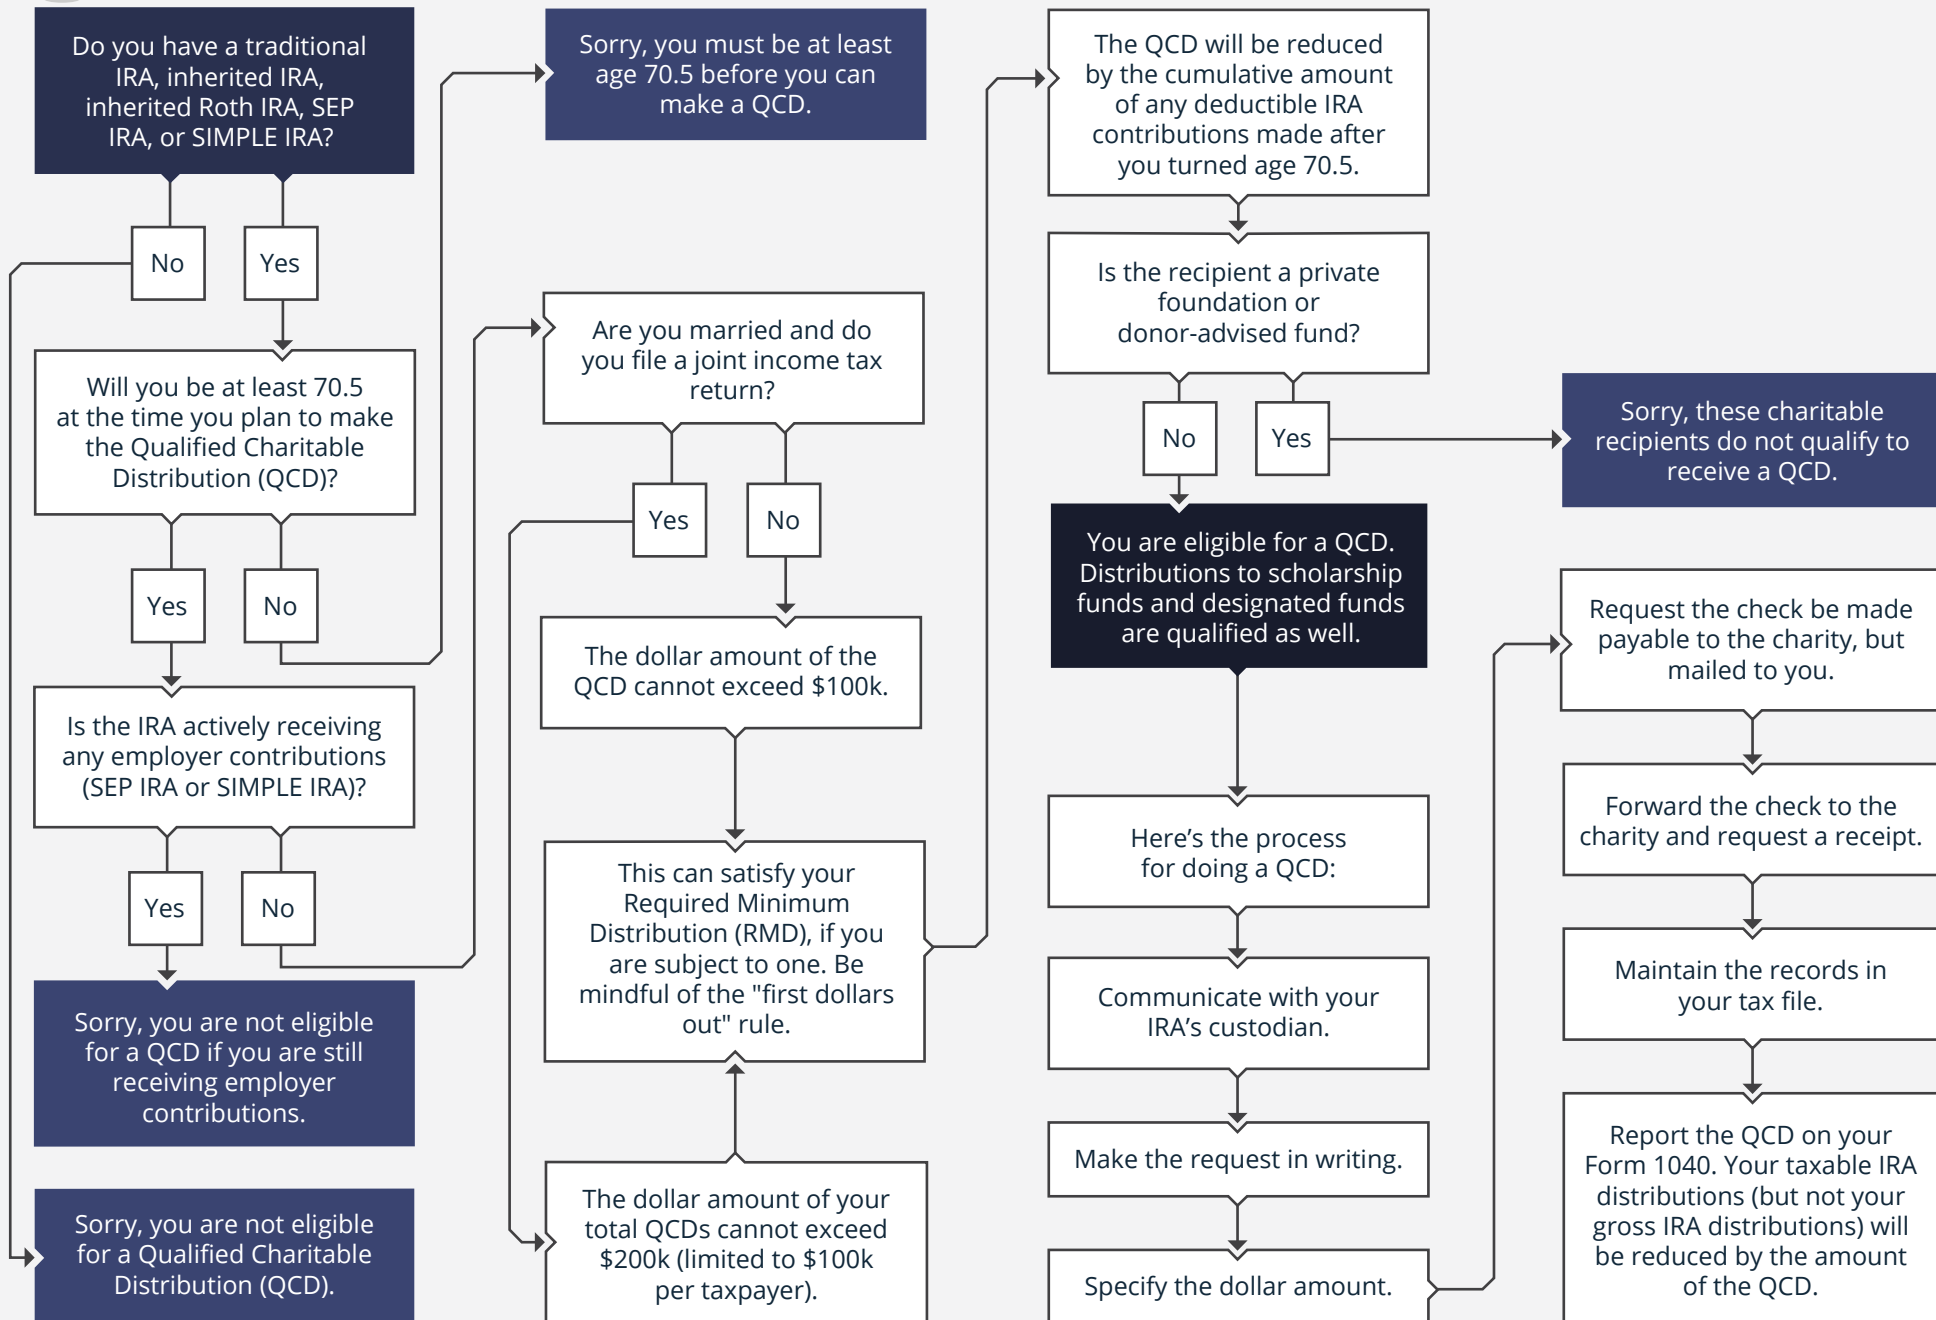 Do you have a traditional
IRA, inherited IRA,
inherited Roth IRA, SEP
IRA, or SIMPLE IRA?
No
Yes
Will you be at least 70.5
at the time you plan to make
the Qualified Charitable
Distribution (QCD)?
Yes
No
Is the IRA actively receiving
any employer contributions
(SEP IRA or SIMPLE IRA)?
Yes
No
Sorry, you are not eligible
for a QCD if you are still
receiving employer
contributions.
Sorry, you are not eligible
for a Qualified Charitable
Distribution (QCD).
Sorry, you must be at least
age 70.5 before you can
make a QCD.
Are you married and do
you file a joint income tax
return?
Yes
No
The dollar amount of the
QCD cannot exceed $100k.
This can satisfy your
Required Minimum
Distribution (RMD), if you
are subject to one. Be
mindful of the "first dollars
out" rule.
The dollar amount of your
total QCDs cannot exceed
$200k (limited to $100k
per taxpayer).
The QCD will be reduced
by the cumulative amount
of any deductible IRA
contributions made after
you turned age 70.5.
Is the recipient a private
foundation or
donor-advised fund?
No
Yes
Sorry, these charitable
recipients do not qualify to
receive a QCD.
You are eligible for a QCD.
Distributions to scholarship
funds and designated funds
are qualified as well.
Here’s the process
for doing a QCD:
Communicate with your
IRA’s custodian.
Make the request in writing.
Specify the dollar amount.
Request the check be made
payable to the charity, but
mailed to you.
Forward the check to the
charity and request a receipt.
Maintain the records in
your tax file.
Report the QCD on your
Form 1040. Your taxable IRA
distributions (but not your
gross IRA distributions) will
be reduced by the amount
of the QCD.